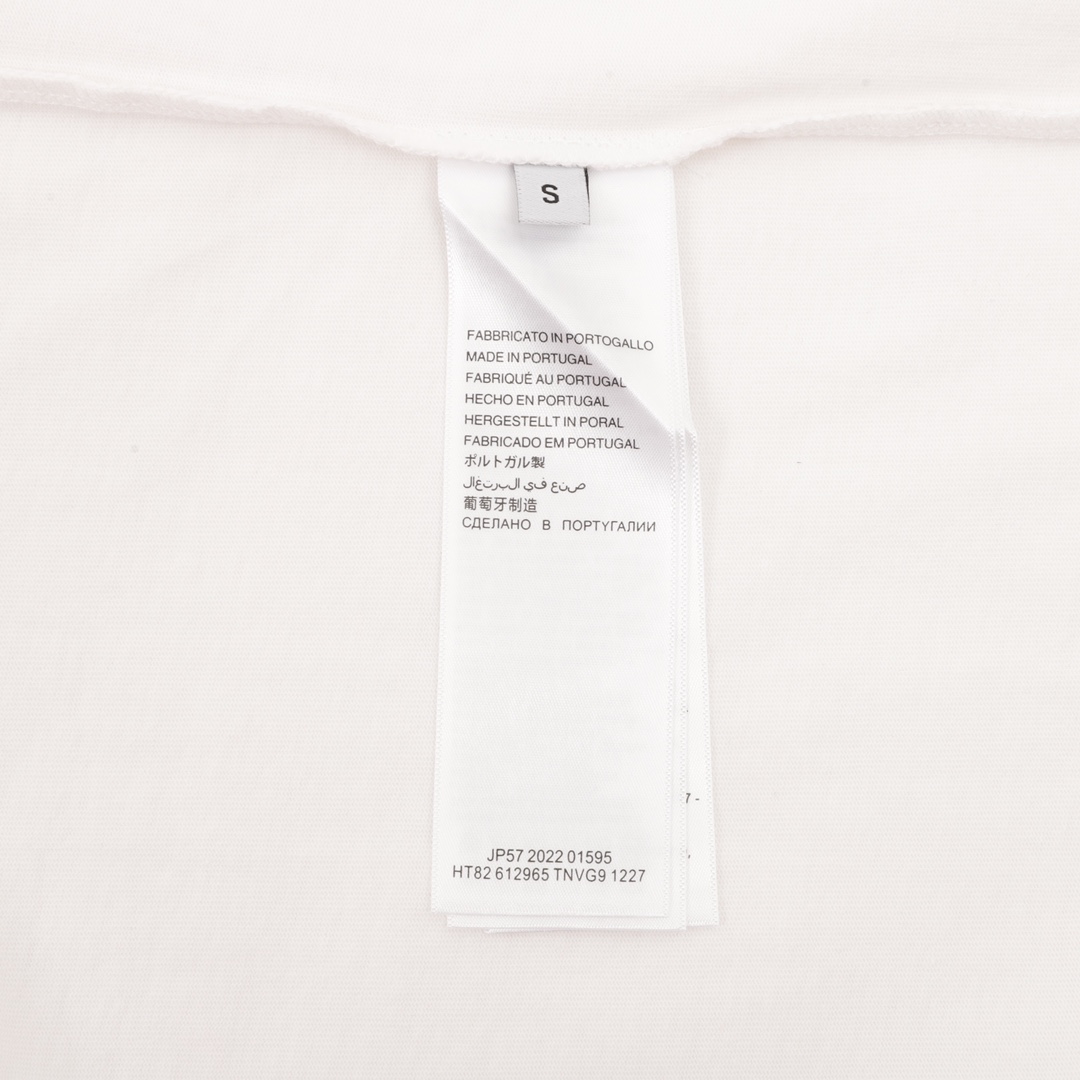 S
FABBRICATO IN PORTOGALLO
MADE IN PORTUGAL
FABRIQUÉ AU PORTUGAL
HECHO EN PORTUGAL
HERGESTELLT IN PORAL
FABRICADO EM PORTUGAL
ポルトガル製
صنع في البرتغال
葡萄牙制造
СДЕЛАНО В ПОРТУГАЛИИ
7 -
JP57 2022 01595
HT82 612965 TNVG9 1227